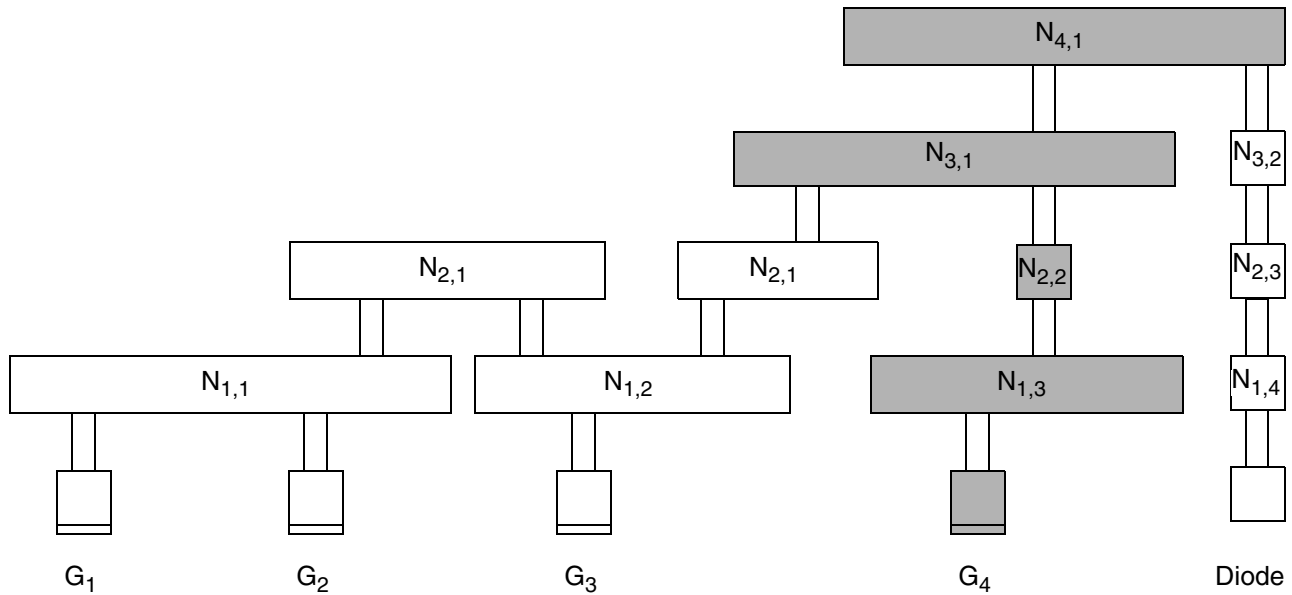 N4,1
N3,1
N3,2
N2,1
N2,1
N2,2
N2,3
N1,1
N1,2
N1,3
N1,4
G1
G2
G3
G4
Diode